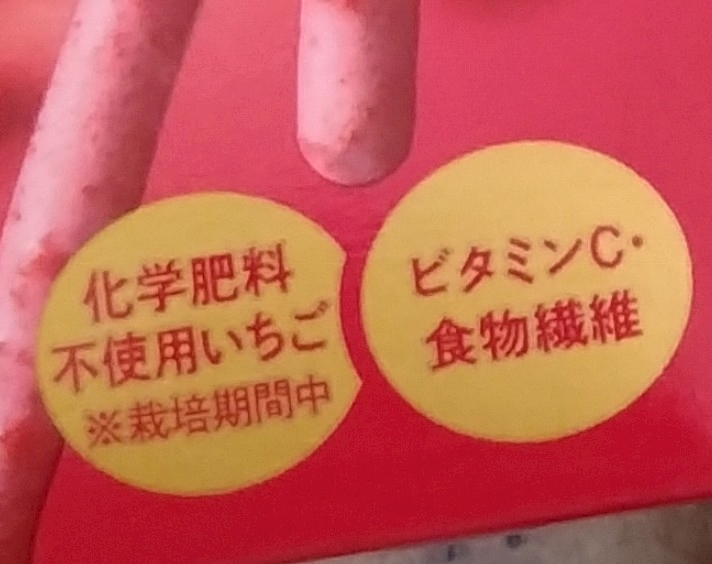 化学肥料
不使用いちご
※栽培期間中
ビタミンC・
食物繊維